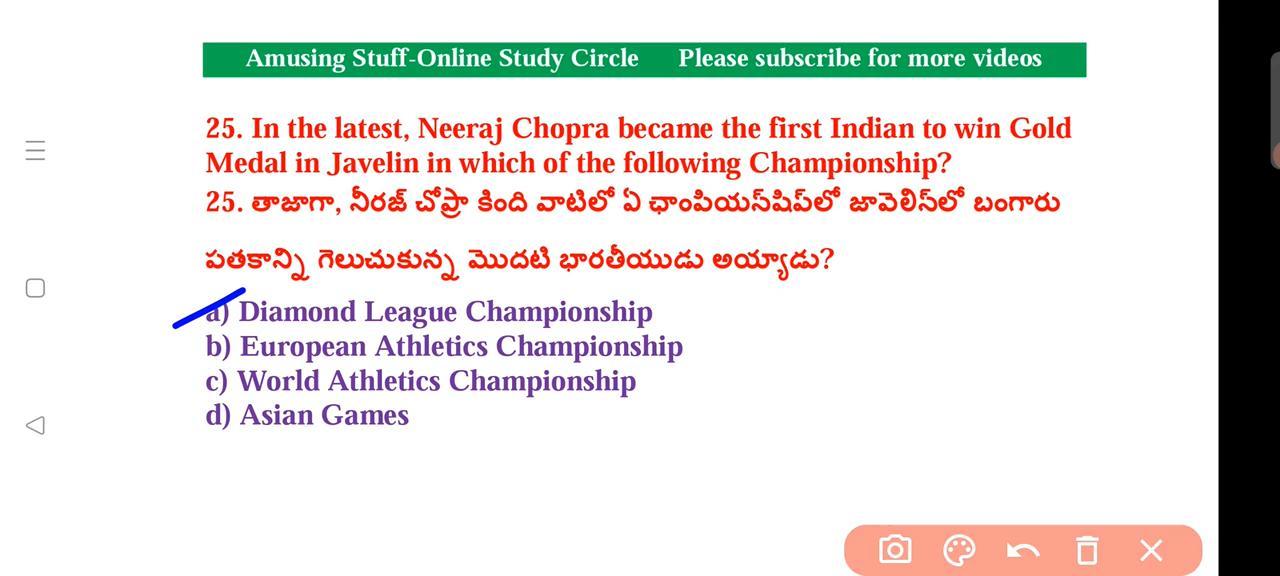 Amusing Stuff-Online Study Circle Please subscribe for more videos
25. In the latest, Neeraj Chopra became the first Indian to win Gold
Medal in Javelin in which of the following Championship?
25. తాజాగా, నీరజ్ చోప్రా కింది వాటిలో ఏ ఛాంపియన్‌షిప్‌లో జావెలిన్‌లో బంగారు
పతకాన్ని గెలుచుకున్న మొదటి భారతీయుడు అయ్యాడు?
a) Diamond League Championship
b) European Athletics Championship
c) World Athletics Championship
d) Asian Games